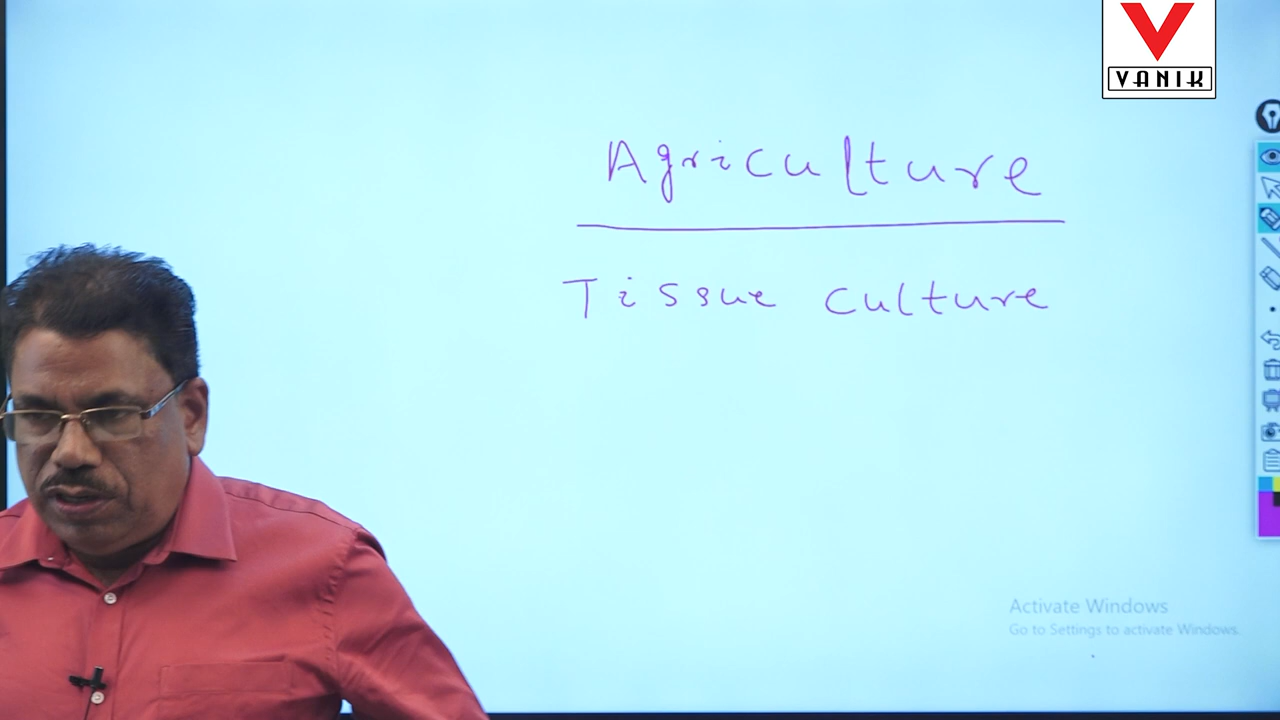 VANIK
Agriculture
Tissue culture
Activate Windows
Go to Settings to activate Windows.